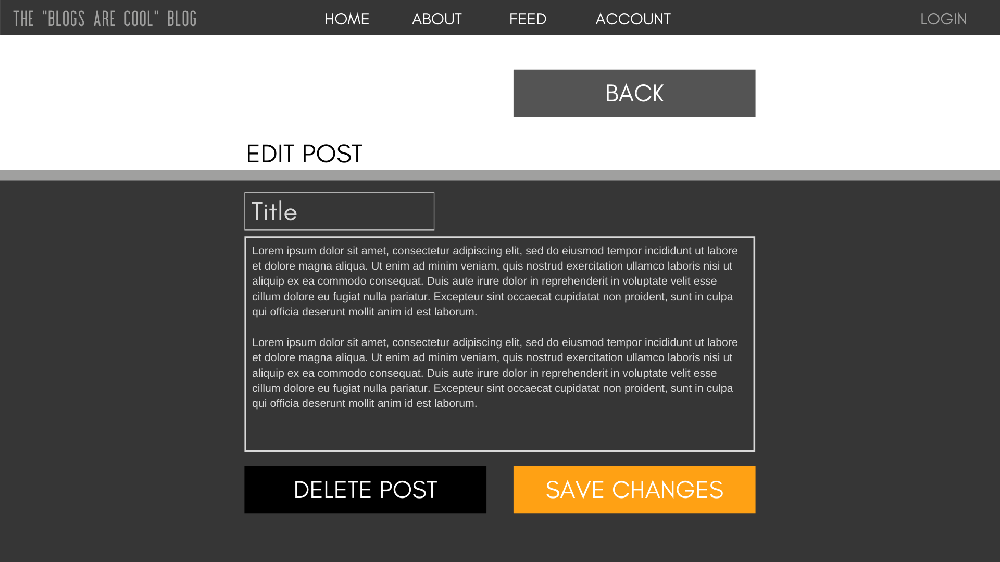 THE "BLOGS ARE COOL" BLOG
HOME
ABOUT
FEED
ACCOUNT
LOGIN
BACK
EDIT POST
Title
Lorem ipsum dolor sit amet, consectetur adipiscing elit, sed do eiusmod tempor incididunt ut labore
et dolore magna aliqua. Ut enim ad minim veniam, quis nostrud exercitation ullamco laboris nisi ut
aliquip ex ea commodo consequat. Duis aute irure dolor in reprehenderit in voluptate velit esse
cillum dolore eu fugiat nulla pariatur. Excepteur sint occaecat cupidatat non proident, sunt in culpa
qui officia deserunt mollit anim id est laborum.
Lorem ipsum dolor sit amet, consectetur adipiscing elit, sed do eiusmod tempor incididunt ut labore
et dolore magna aliqua. Ut enim ad minim veniam, quis nostrud exercitation ullamco laboris nisi ut
aliquip ex ea commodo consequat. Duis aute irure dolor in reprehenderit in voluptate velit esse
cillum dolore eu fugiat nulla pariatur. Excepteur sint occaecat cupidatat non proident, sunt in culpa
qui officia deserunt mollit anim id est laborum.
DELETE POST
SAVE CHANGES